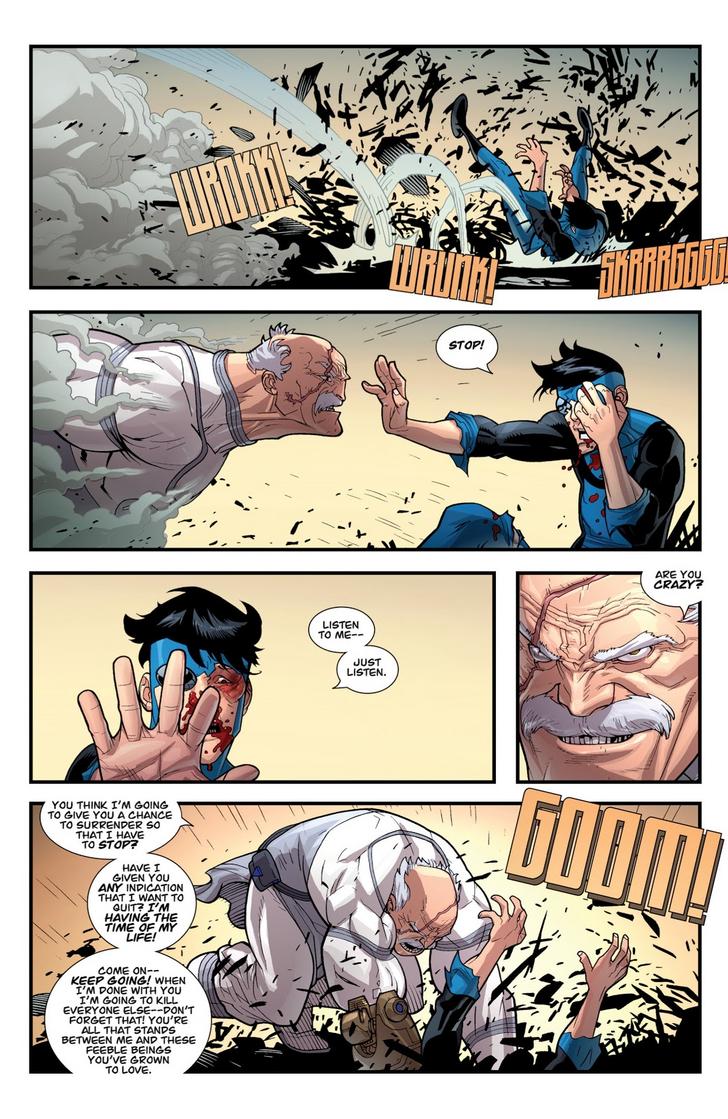 WROKK!
WRUNK!
SKRRRGGGG!
STOP!
LISTEN
TO ME--
JUST
LISTEN.
ARE YOU
CRAZY?
YOU THINK I'M GOING
TO GIVE YOU A CHANCE
TO SURRENDER SO
THAT I HAVE
TO STOP?
HAVE I
GIVEN YOU
ANY INDICATION
THAT I WANT TO
QUIT? I'M
HAVING THE
TIME OF MY
LIFE!
COME ON--
KEEP GOING! WHEN
I'M DONE WITH YOU
I'M GOING TO KILL
EVERYONE ELSE--DON'T
FORGET THAT! YOU'RE
ALL THAT STANDS
BETWEEN ME AND THESE
FEEBLE BEINGS
YOU'VE GROWN
TO LOVE.
GOOM!